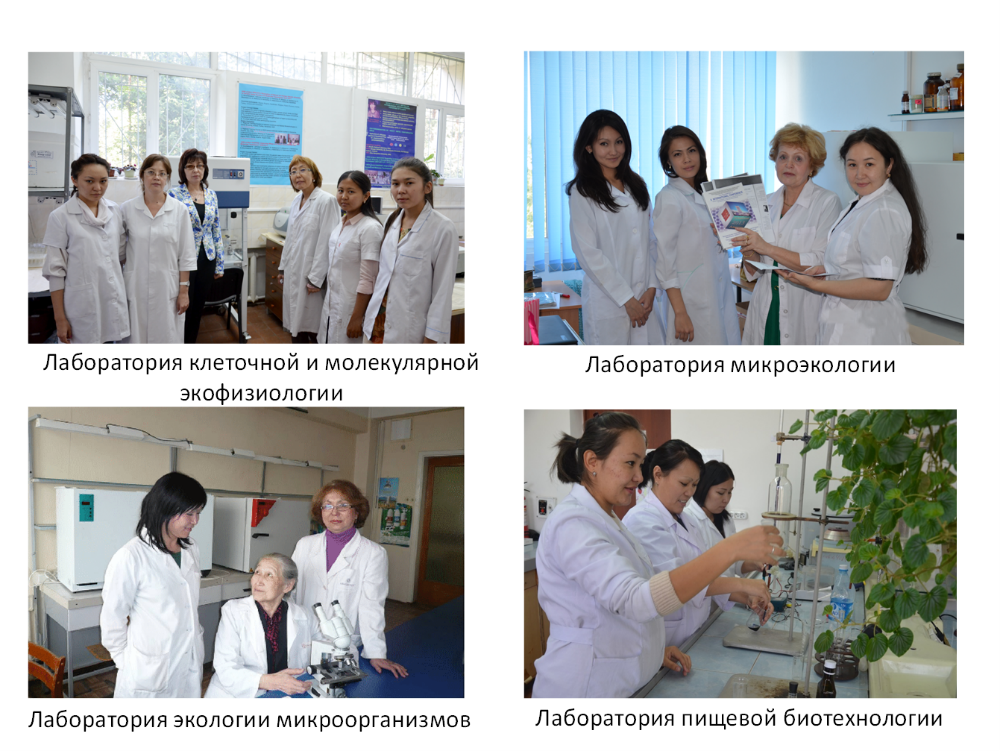 Лаборатория клеточной и молекулярной
экофизиологии
Лаборатория микроэкологии
Лаборатория экологии микроорганизмов
Лаборатория пищевой биотехнологии